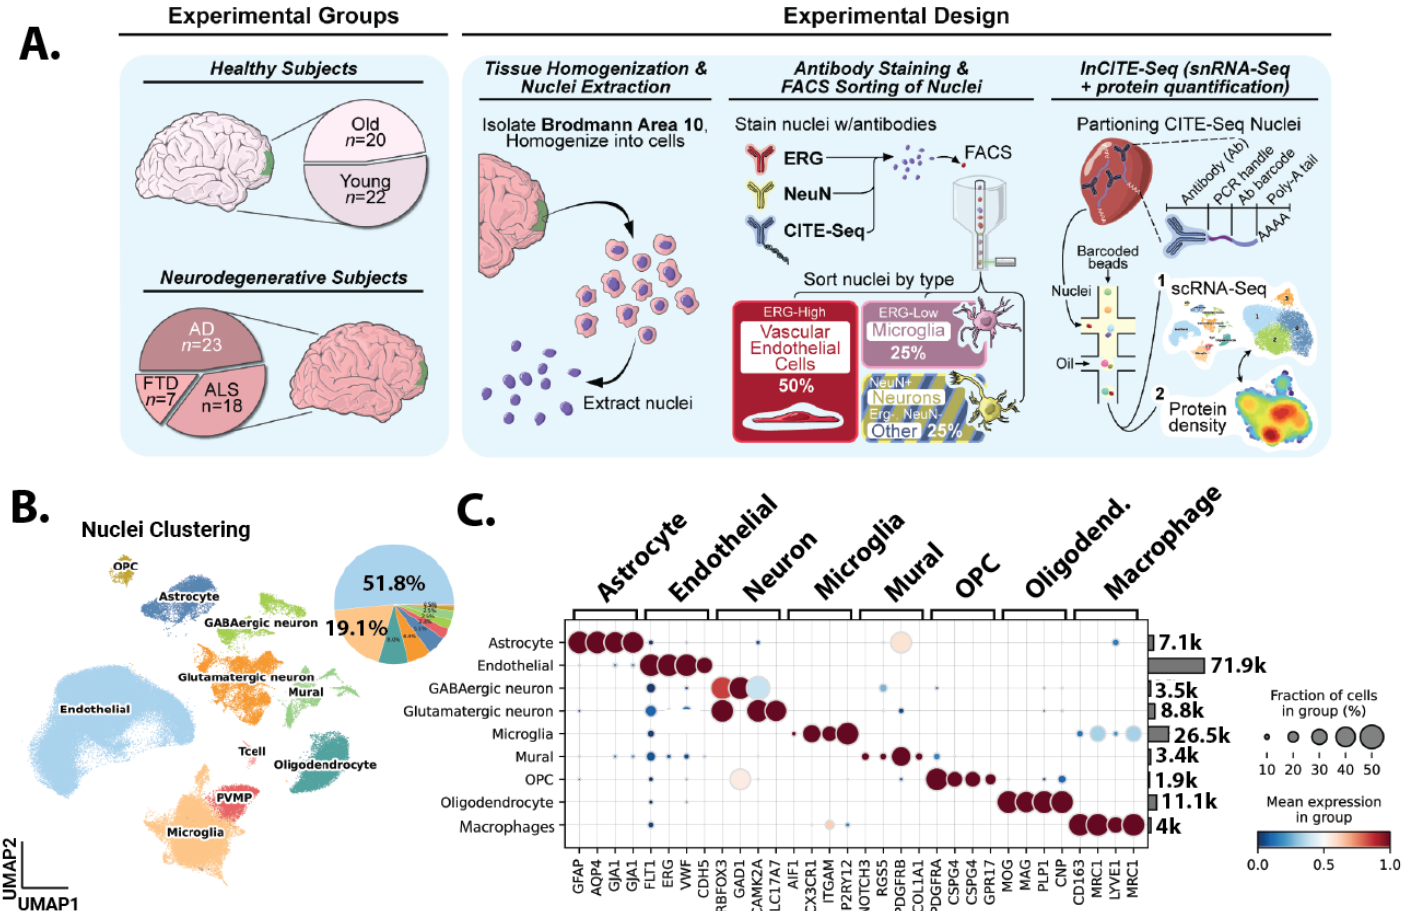 Experimental Groups
Experimental Design
A.
Healthy Subjects
Old
n=20
Young
n=22
Neurodegenerative Subjects
AD
n=23
FTD
n=7
ALS
n=18
Tissue Homogenization &
Nuclei Extraction
Isolate Brodmann Area 10,
Homogenize into cells
Extract nuclei
Antibody Staining &
FACS Sorting of Nuclei
Stain nuclei w/antibodies
ERG
NeuN
CITE-Seq
FACS
Sort nuclei by type
ERG-High
Vascular
Endothelial
Cells
50%
ERG-Low
Microglia
25%
NeuN+
Neurons
Erg-, NeuN-
Other 25%
InCITE-Seq (snRNA-Seq
+ protein quantification)
Partioning CITE-Seq Nuclei
Antibody (Ab)
PCR handle
Ab barcode
Poly-A tail
AAAA
Barcoded
beads
Nuclei
Oil
1
scRNA-Seq
2
Protein
density
B.
Nuclei Clustering
OPC
Astrocyte
GABAergic neuron
Glutamatergic neuron
Mural
Endothelial
Tcell
Oligodendrocyte
PVMP
Microglia
51.8%
19.1%
UMAP2
UMAP1
C.
Astrocyte
Endothelial
Neuron
Microglia
Mural
OPC
Oligodend.
Macrophage
Astrocyte 7.1k
Endothelial 71.9k
GABAergic neuron 3.5k
Glutamatergic neuron 8.8k
Microglia 26.5k
Mural 3.4k
OPC 1.9k
Oligodendrocyte 11.1k
Macrophages 4k
GFAP
AQP4
GJA1
GJA1
FLT1
ERG
VWF
CDH5
RBFOX3
GAD1
CAMK2A
SLC17A7
AIF1
CX3CR1
ITGAM
P2RY12
NOTCH3
RGS5
PDGFRB
COL1A1
PDGFRA
CSPG4
CSPG4
GPR17
MOG
MAG
PLP1
CNP
CD163
MRC1
LYVE1
MRC1
Fraction of cells
in group (%)
10 20 30 40 50
Mean expression
in group
0.0 0.5 1.0